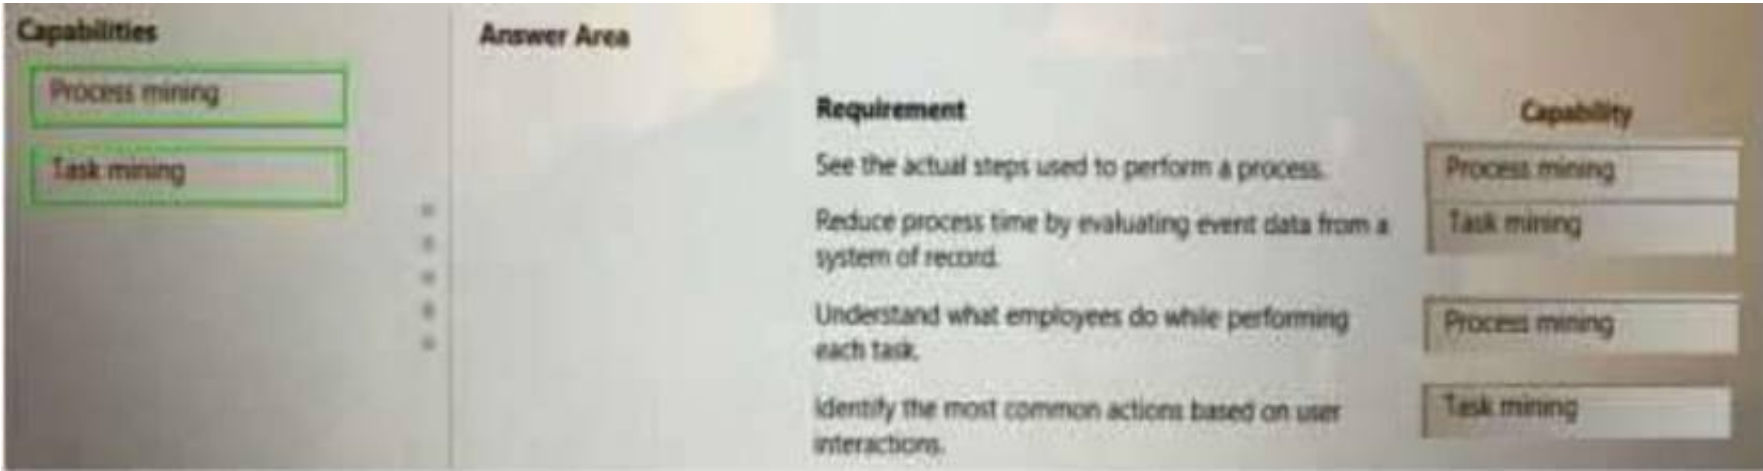 Capabilities
Process mining
Task mining
Answer Area
Requirement
Capability
See the actual steps used to perform a process.
Process mining
Reduce process time by evaluating event data from a
system of record.
Task mining
Understand what employees do while performing
each task.
Process mining
Identify the most common actions based on user
interactions.
Task mining